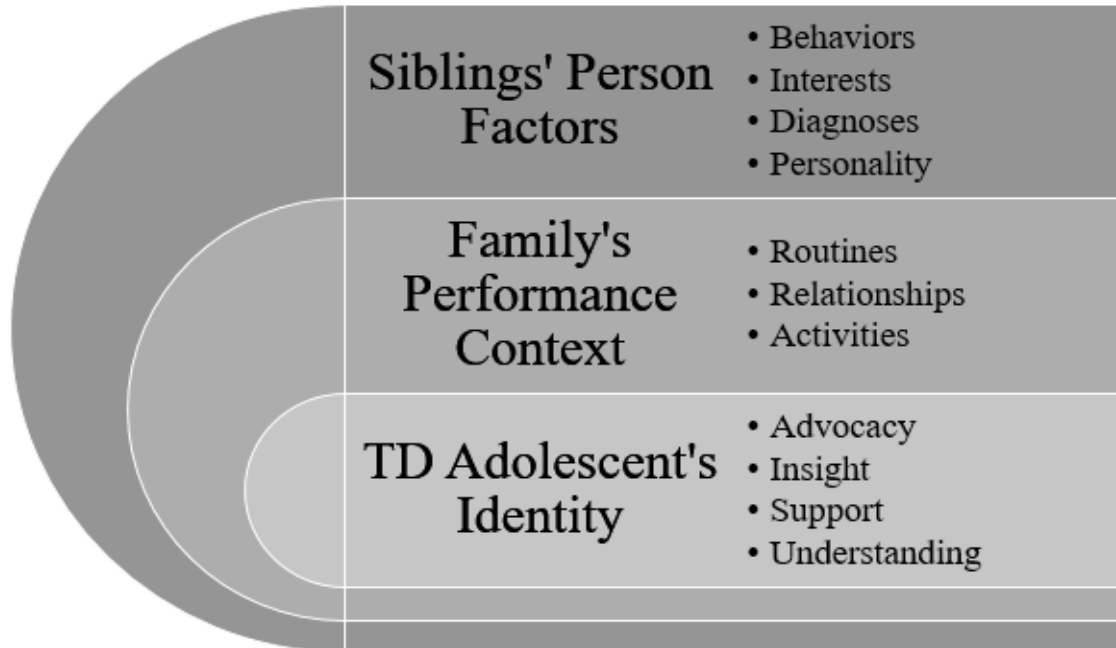 Siblings' Person
Factors
• Behaviors
• Interests
• Diagnoses
• Personality
Family's
Performance
Context
• Routines
• Relationships
• Activities
TD Adolescent's
Identity
• Advocacy
• Insight
• Support
• Understanding